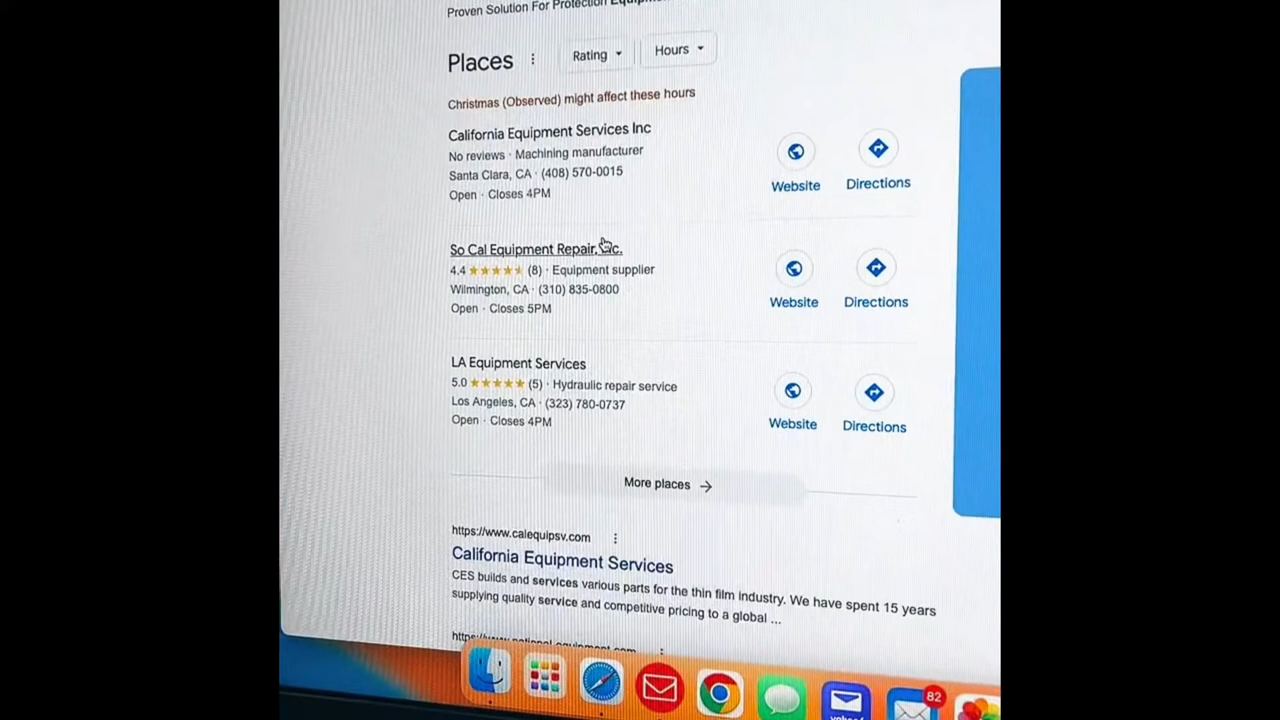 Proven Solution For Protection
Places
Rating
Hours
Christmas (Observed) might affect these hours
California Equipment Services Inc
No reviews · Machining manufacturer
Santa Clara, CA · (408) 570-0015
Open · Closes 4PM
Website
Directions
So Cal Equipment Repair,
4.4 ★★★★★ (8) · Equipment supplier
Wilmington, CA · (310) 835-0800
Open · Closes 5PM
Website
Directions
LA Equipment Services
5.0 ★★★★★ (5) · Hydraulic repair service
Los Angeles, CA · (323) 780-0737
Open · Closes 4PM
Website
Directions
More places →
https://www.calequipsv.com
California Equipment Services
CES builds and services various parts for the thin film industry. We have spent 15 years
supplying quality service and competitive pricing to a global ...
82